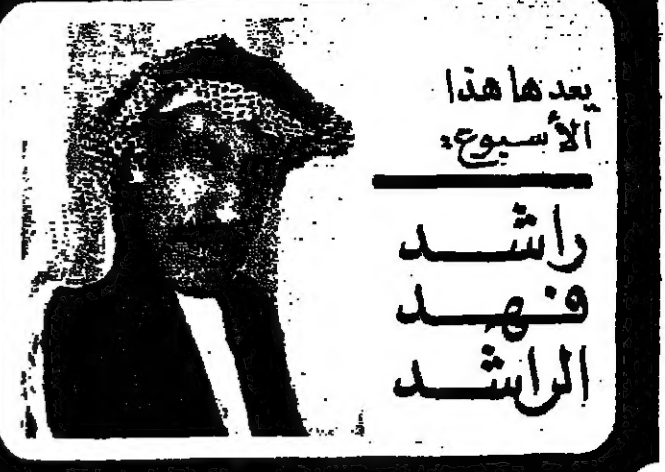 يعدها هذا
الأسبوع:
راشد
فهد
الراشد